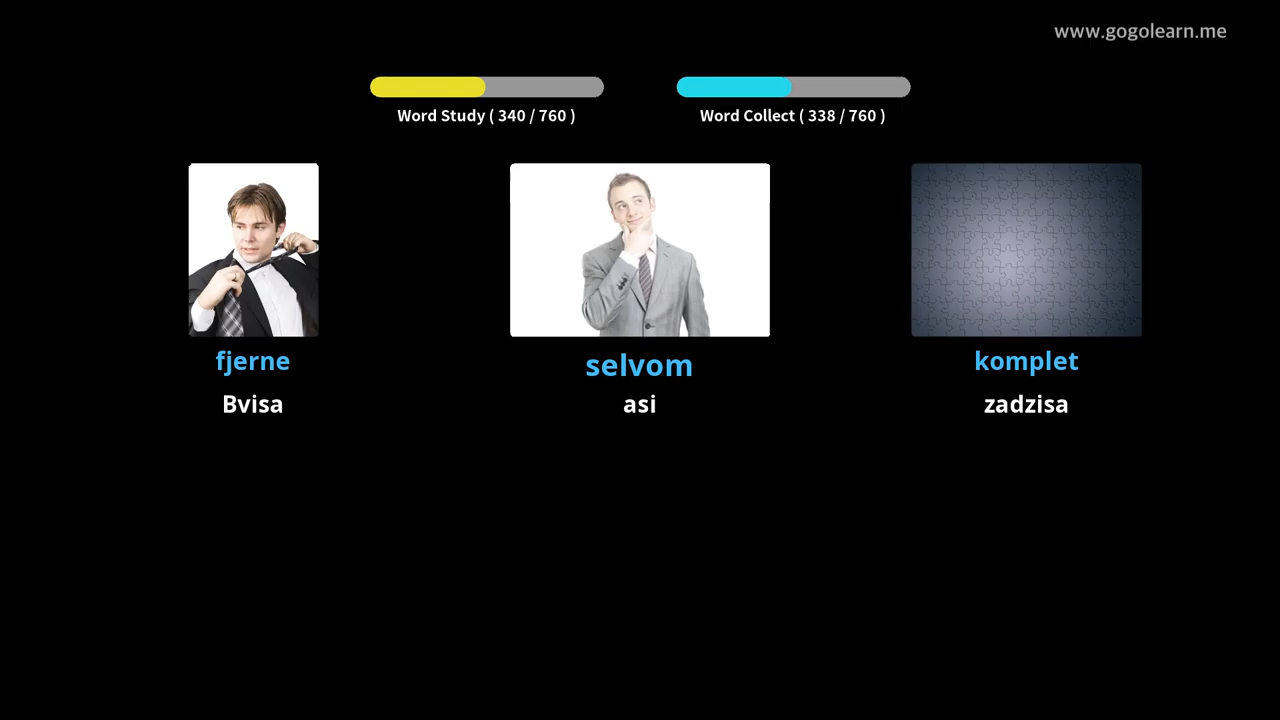 www.gogolearn.me
Word Study ( 340 / 760 )
Word Collect ( 338 / 760 )
fjerne
Bvisa
selvom
asi
komplet
zadzisa